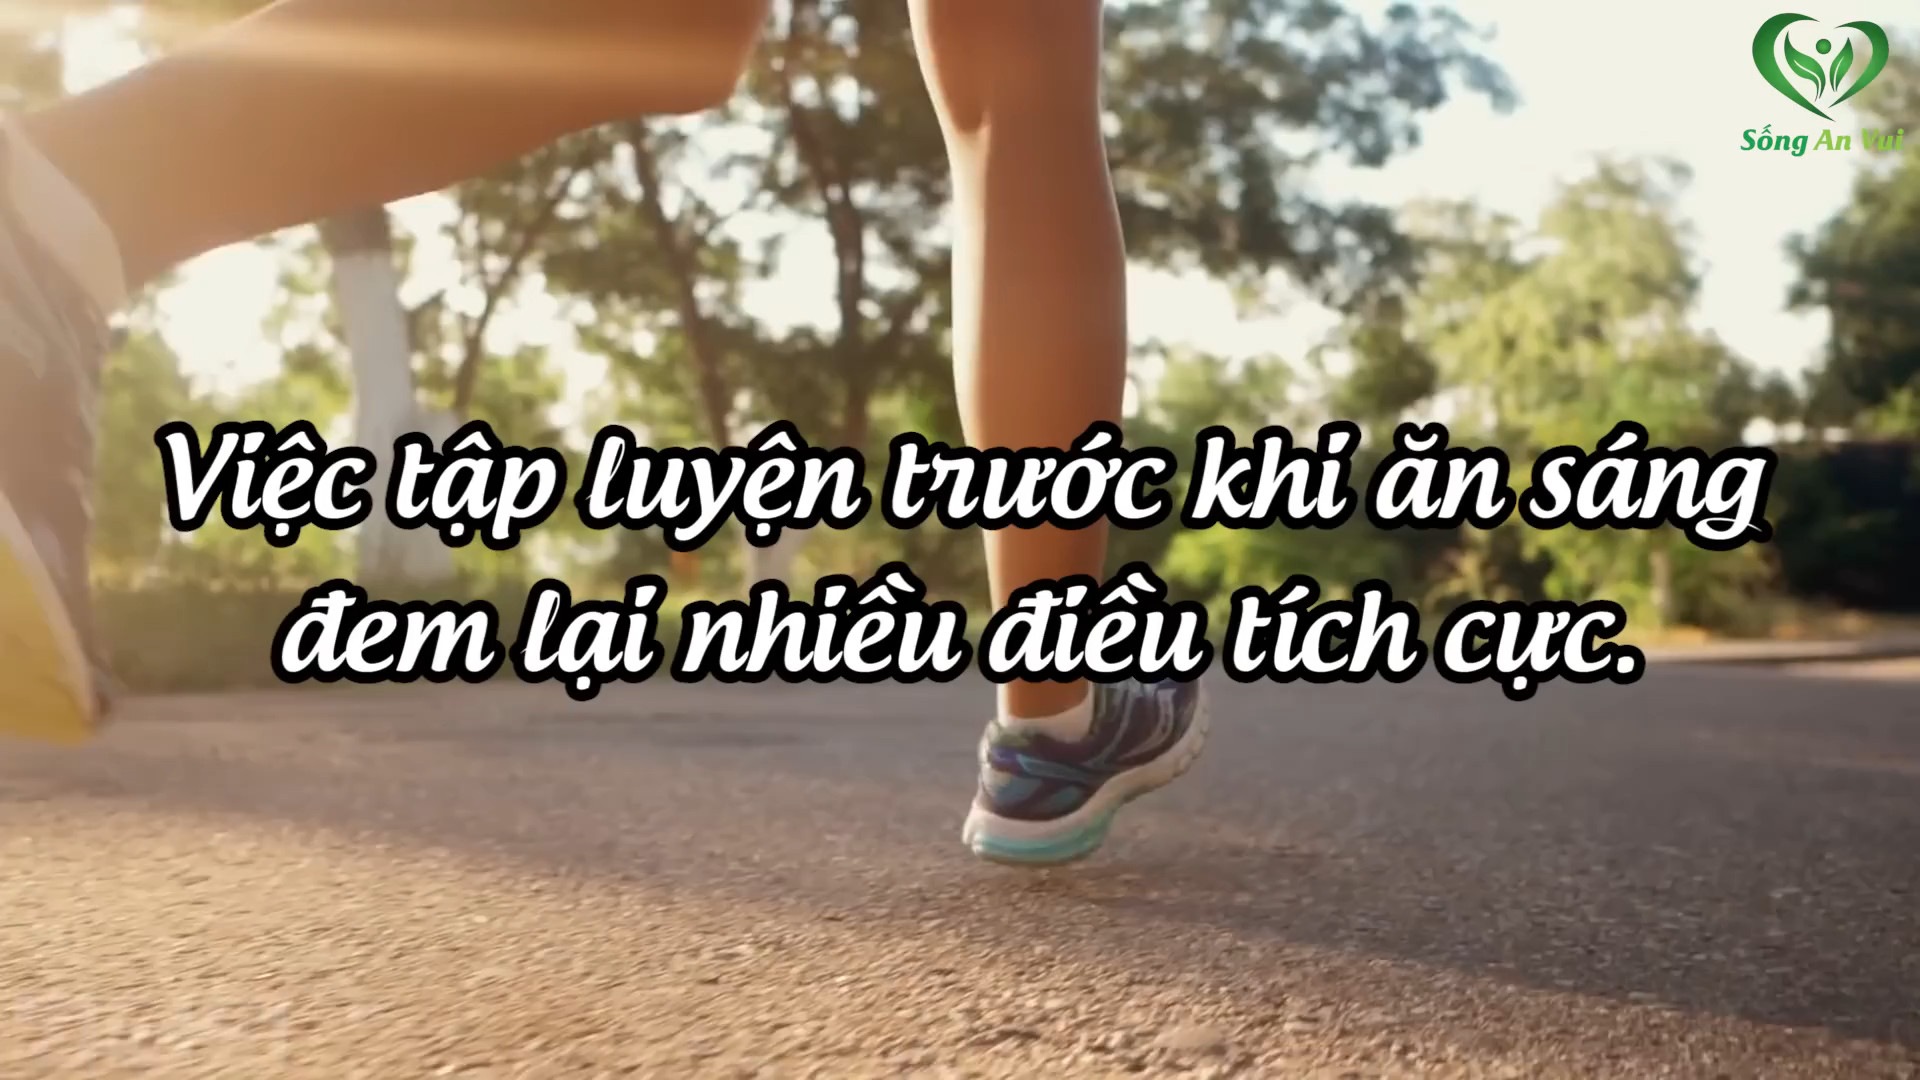 Sống An Vui
Việc tập luyện trước khi ăn sáng
đem lại nhiều điều tích cực.